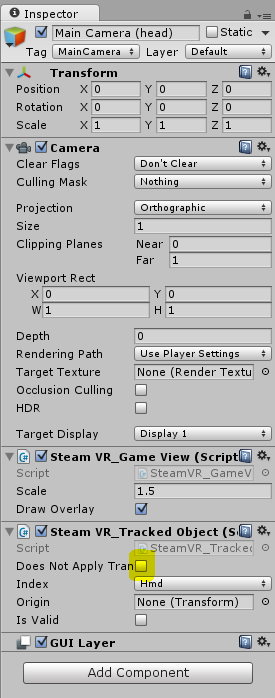 Inspector
Main Camera (head) Static
Tag MainCamera Layer Default
Transform
Position X 0 Y 0 Z 0
Rotation X 0 Y 0 Z 0
Scale X 1 Y 1 Z 1
Camera
Clear Flags Don't Clear
Culling Mask Nothing
Projection Orthographic
Size 1
Clipping Planes Near 0
Far 1
Viewport Rect
X 0 Y 0
W 1 H 1
Depth 0
Rendering Path Use Player Settings
Target Texture None (Render Textu
Occlusion Culling
HDR
Target Display Display 1
Steam VR_Game View (Script
Script SteamVR_GameV
Scale 1.5
Draw Overlay
Steam VR_Tracked Object (Sc
Script SteamVR_Tracked
Does Not Apply Tran
Index Hmd
Origin None (Transform)
Is Valid
GUI Layer
Add Component